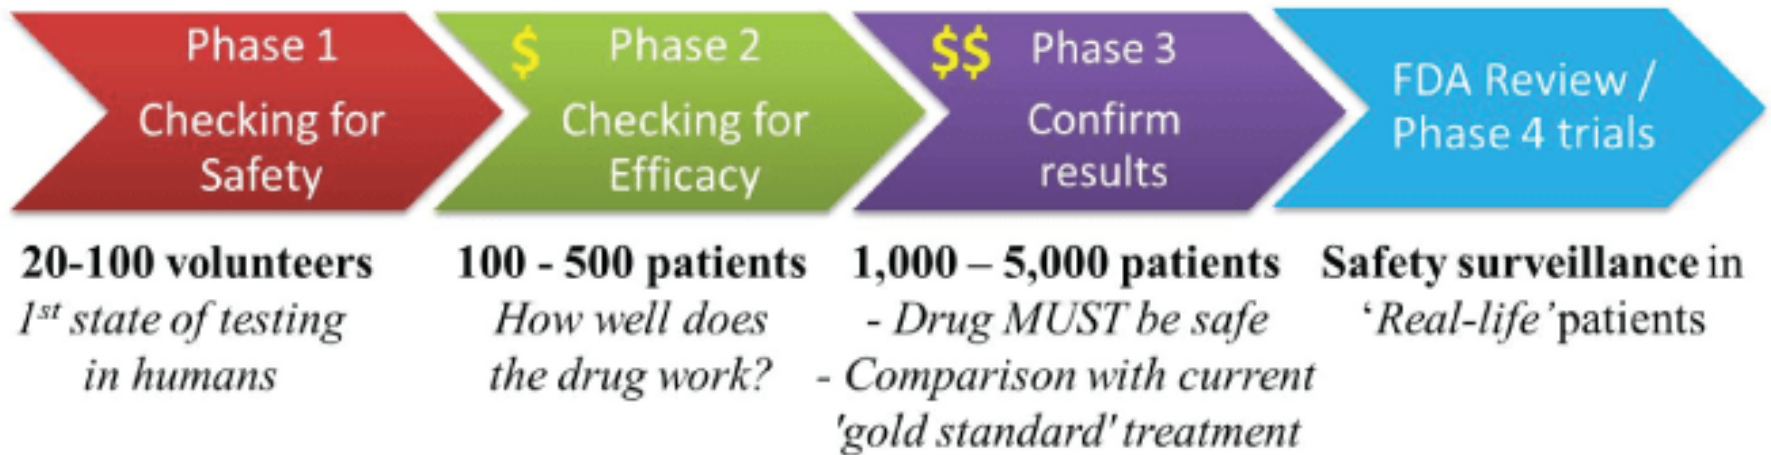 Phase 1
Checking for
Safety
$ Phase 2
Checking for
Efficacy
$$ Phase 3
Confirm
results
FDA Review /
Phase 4 trials
20-100 volunteers
1st state of testing
in humans
100 - 500 patients
How well does
the drug work?
1,000 – 5,000 patients
- Drug MUST be safe
- Comparison with current
'gold standard' treatment
Safety surveillance in
‘Real-life’ patients